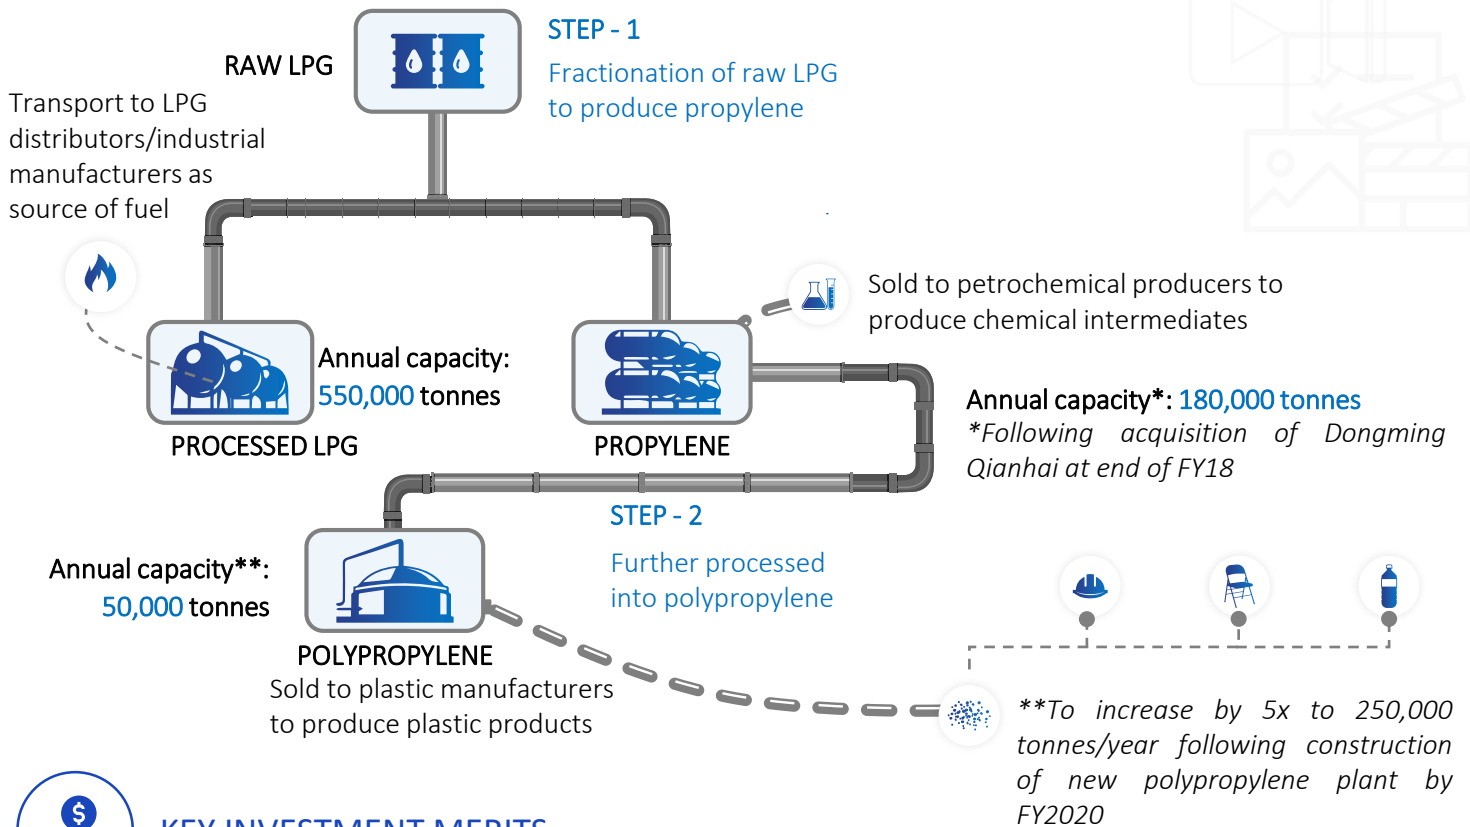 RAW LPG
STEP - 1
Fractionation of raw LPG
to produce propylene
Transport to LPG
distributors/industrial
manufacturers as
source of fuel
Sold to petrochemical producers to
produce chemical intermediates
Annual capacity:
550,000 tonnes
PROCESSED LPG
PROPYLENE
Annual capacity*: 180,000 tonnes
*Following acquisition of Dongming
Qianhai at end of FY18
STEP - 2
Further processed
into polypropylene
Annual capacity**:
50,000 tonnes
POLYPROPYLENE
Sold to plastic manufacturers
to produce plastic products
**To increase by 5x to 250,000
tonnes/year following construction
of new polypropylene plant by
FY2020
$
KEY INVESTMENT MERITS